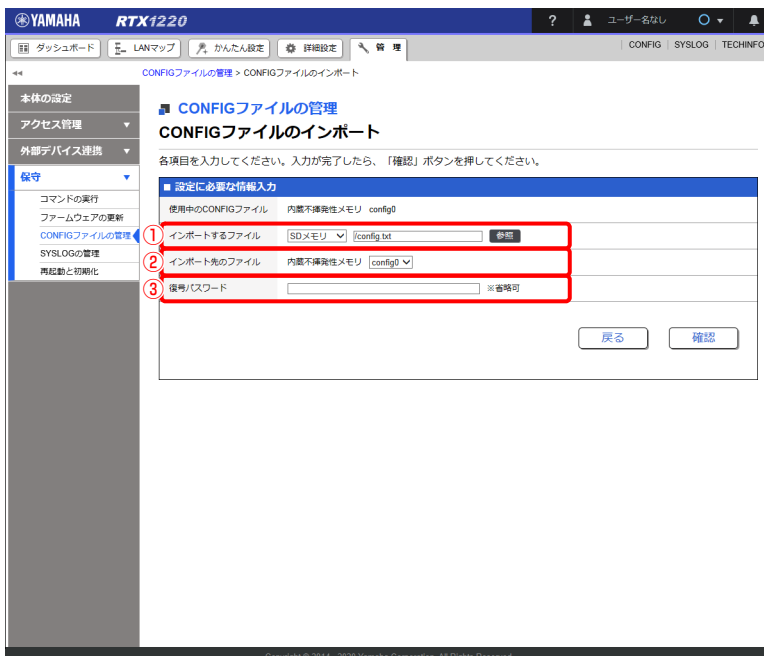 YAMAHA RTX1220 ? ユーザーなし
ダッシュボード LANマップ かんたん設定 詳細設定 管理 CONFIG SYSLOG TECHINFO
CONFIGファイルの管理 > CONFIGファイルのインポート
本体の設定
アクセス管理
外部デバイス連携
保守
コマンドの実行
ファームウェアの更新
CONFIGファイルの管理
SYSLOGの管理
再起動と初期化
CONFIGファイルの管理
CONFIGファイルのインポート
各項目を入力してください。入力が完了したら、「確認」ボタンを押してください。
■ 設定に必要な情報入力
使用中のCONFIGファイル 内蔵不揮発性メモリ config0
① インポートするファイル SDメモリ /config.txt 参照
② インポート先のファイル 内蔵不揮発性メモリ config0
③ 復号パスワード ※省略可
戻る 確認
Copyright © 2014 - 2020 Yamaha Corporation. All Rights Reserved.